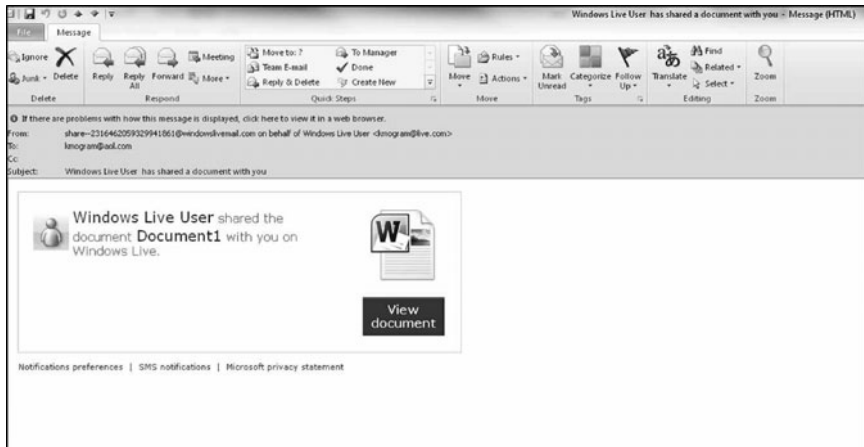 Windows Live User has shared a document with you - Message (HTML)
File Message
Ignore
Junk Delete
Delete
Reply Reply All Forward
Meeting
More
Respond
Move to: ? To Manager
Team E-mail Done
Reply & Delete Create New
Quick Steps
Move
Rules
Actions
Move
Mark Unread Categorize Follow Up
Tags
Translate
Find
Related
Select
Editing
Zoom
Zoom
If there are problems with how this message is displayed, click here to view it in a web browser.
From: share--2316462059329941861@windowslivemail.com on behalf of Windows Live User <kmogram@live.com>
To: kmogram@aol.com
Cc:
Subject: Windows Live User has shared a document with you
Windows Live User shared the
document Document1 with you on
Windows Live.
W
View
document
Notifications preferences | SMS notifications | Microsoft privacy statement